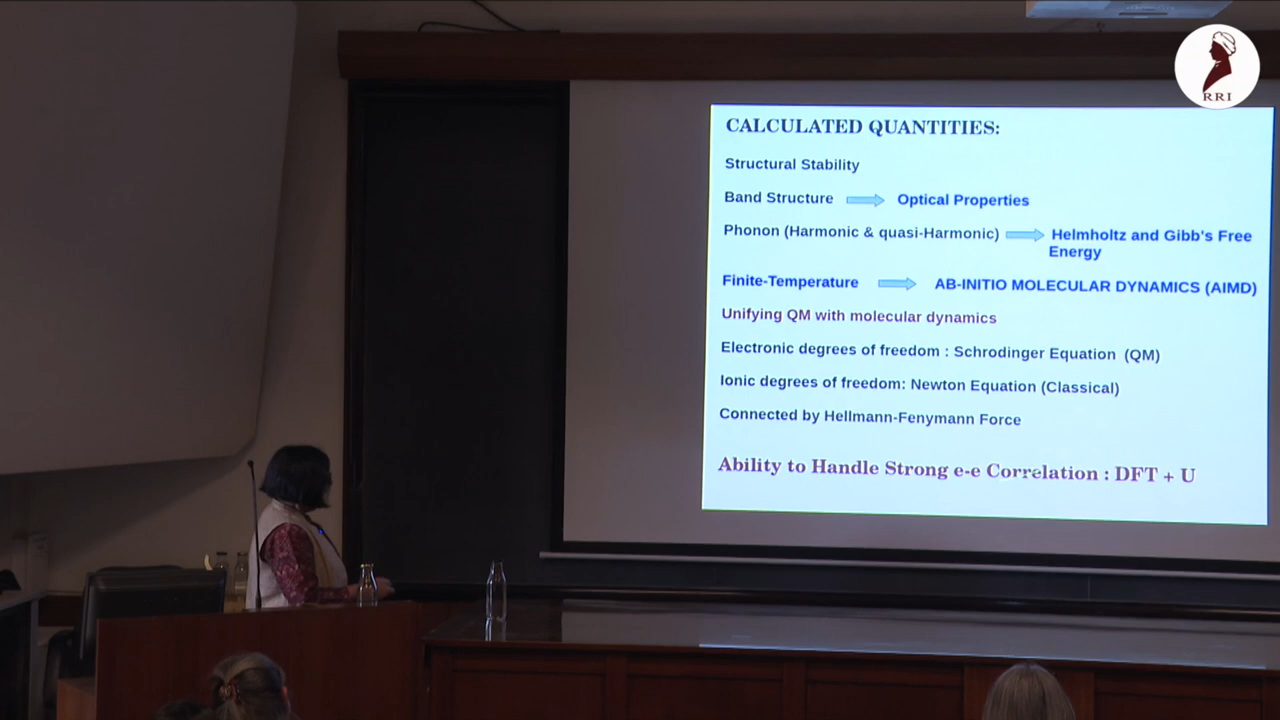 RRI
CALCULATED QUANTITIES:
Structural Stability
Band Structure Optical Properties
Phonon (Harmonic & quasi-Harmonic) Helmholtz and Gibb's Free
Energy
Finite-Temperature AB-INITIO MOLECULAR DYNAMICS (AIMD)
Unifying QM with molecular dynamics
Electronic degrees of freedom : Schrodinger Equation (QM)
Ionic degrees of freedom: Newton Equation (Classical)
Connected by Hellmann-Fenymann Force
Ability to Handle Strong e-e Correlation : DFT + U